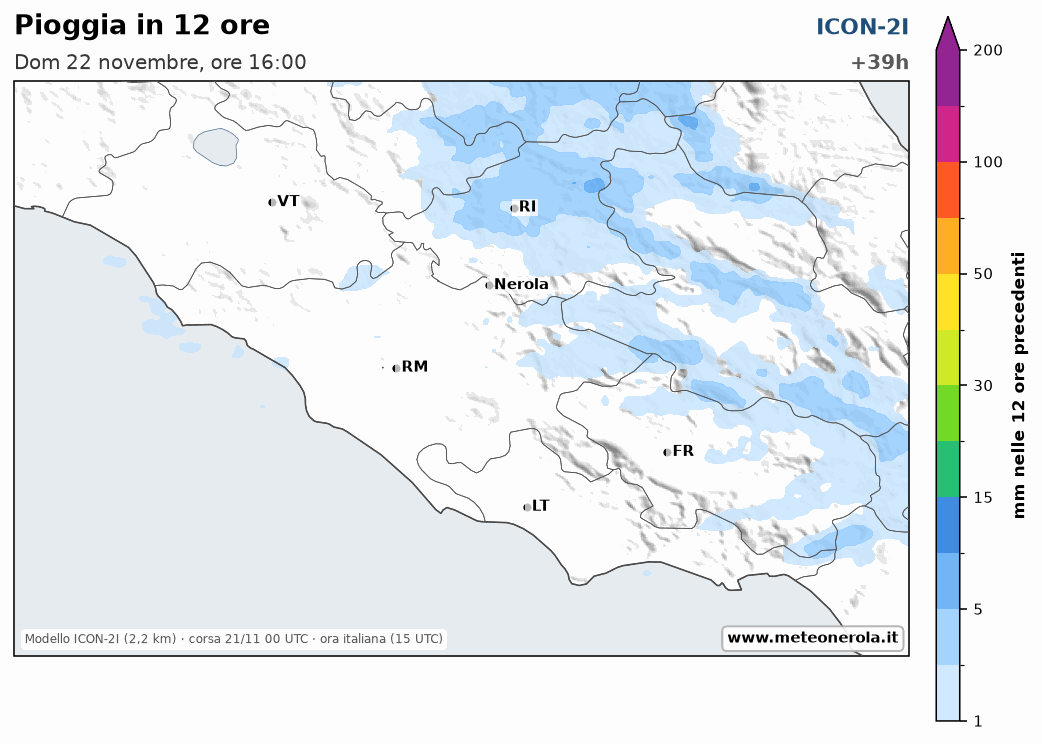 Pioggia in 12 ore
ICON-2I
Dom 22 novembre, ore 16:00
+39h
200
100
50
30
15
5
1
mm nelle 12 ore precedenti
VT
RI
Nerola
RM
FR
LT
Modello ICON-2I (2,2 km) · corsa 21/11 00 UTC · ora italiana (15 UTC)
www.meteonerola.it